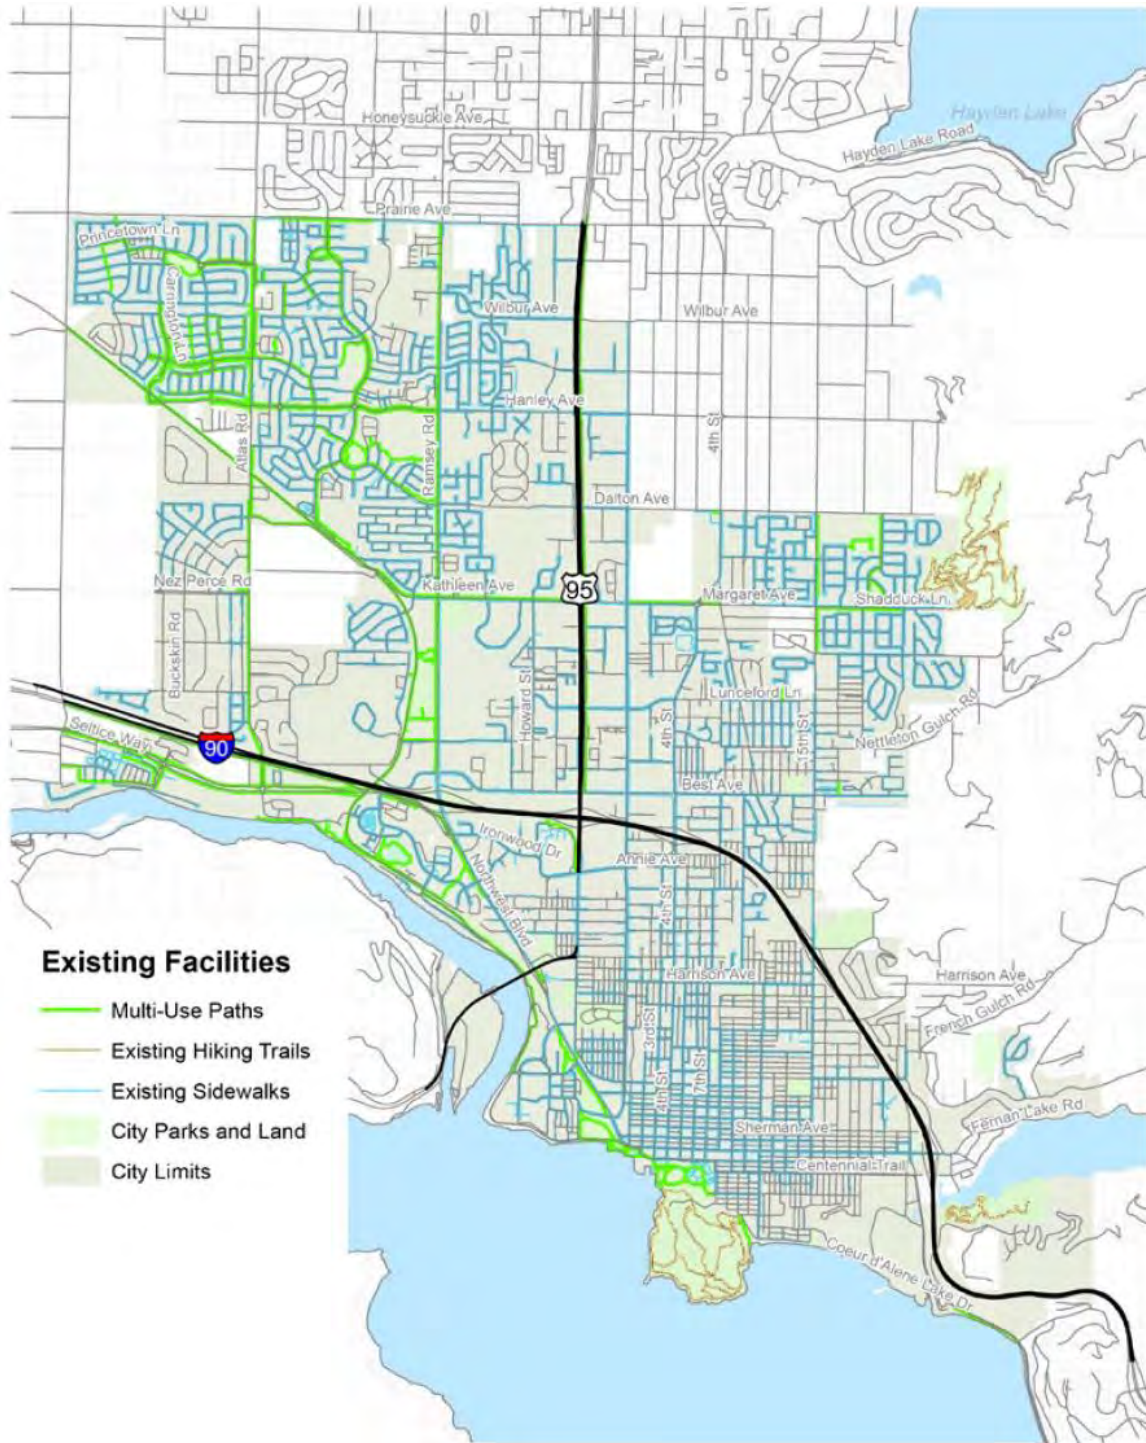 Hayden Lake
Honeysuckle Ave
Hayden Lake Road
Prairie Ave
Princetown Ln
Carrington Ln
Wilbur Ave
Wilbur Ave
Hanley Ave
Atlas Rd
Ramsey Rd
4th St
Dalton Ave
Nez Perce Rd
Kathleen Ave
95
Margaret Ave
Shadduck Ln
Buckskin Rd
Howard St
Lunceford Ln
4th St
15th St
Nettleton Gulch Rd
Seltice Way
90
Best Ave
Ironwood Dr
Annie Ave
Northwest Blvd
4th St
Harrison Ave
Harrison Ave
French Gulch Rd
3rd St
4th St
7th St
Sherman Ave
Fernan Lake Rd
Centennial Trail
Coeur d'Alene Lake Dr
Existing Facilities
Multi-Use Paths
Existing Hiking Trails
Existing Sidewalks
City Parks and Land
City Limits